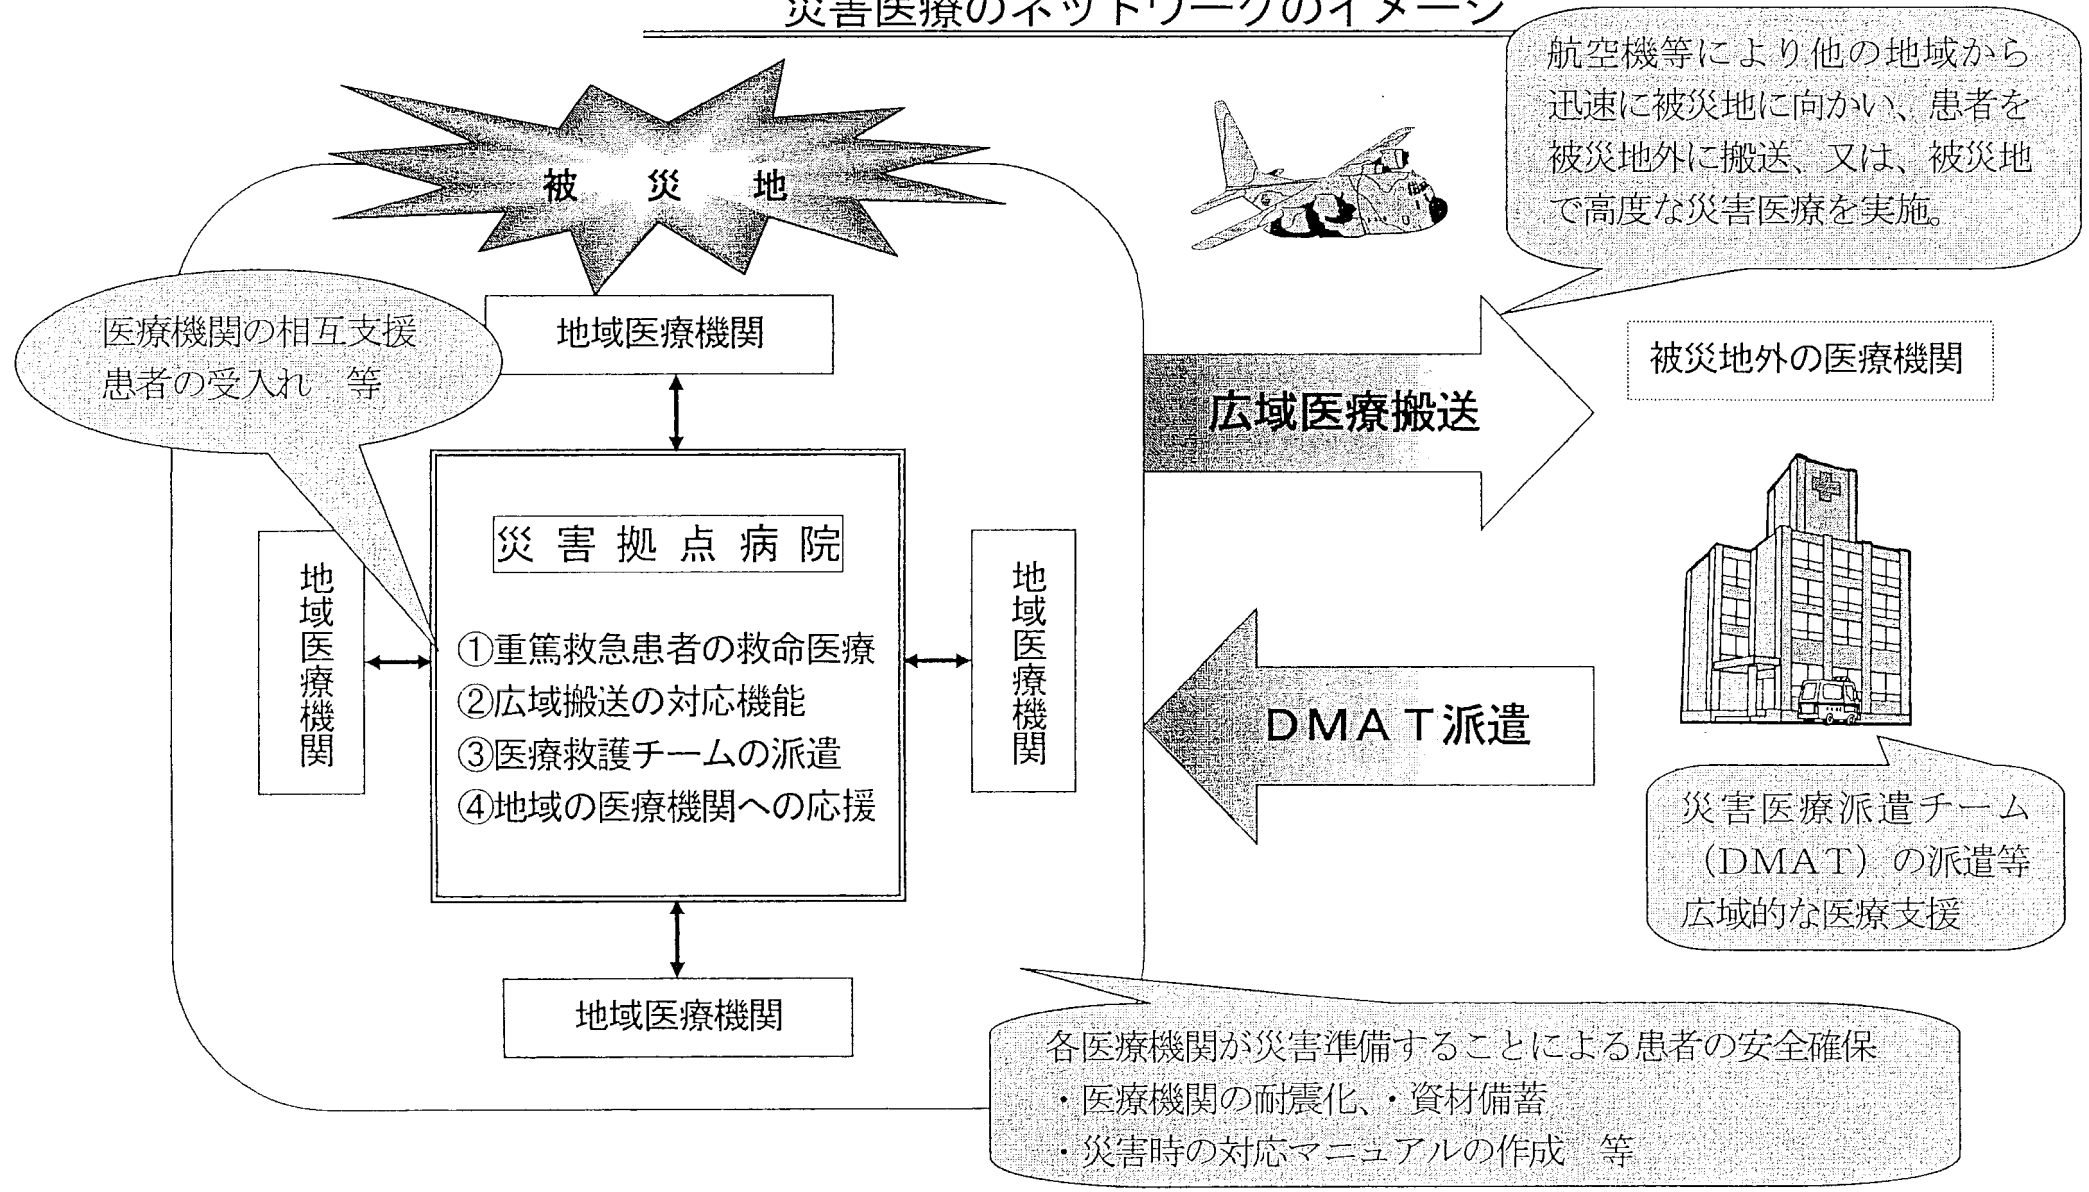 災害医療のネットワークのイメージ
航空機等により他の地域から
迅速に被災地に向かい、患者を
被災地外に搬送、又は、被災地
で高度な災害医療を実施。
被 災 地
医療機関の相互支援
患者の受入れ 等
地域医療機関
広域医療搬送
被災地外の医療機関
災害拠点病院
①重篤救急患者の救命医療
②広域搬送の対応機能
③医療救護チームの派遣
④地域の医療機関への応援
地域医療機関
地域医療機関
DMAT派遣
災害医療派遣チーム
(DMAT)の派遣等
広域的な医療支援
地域医療機関
各医療機関が災害準備することによる患者の安全確保
・医療機関の耐震化、・資材備蓄
・災害時の対応マニュアルの作成 等